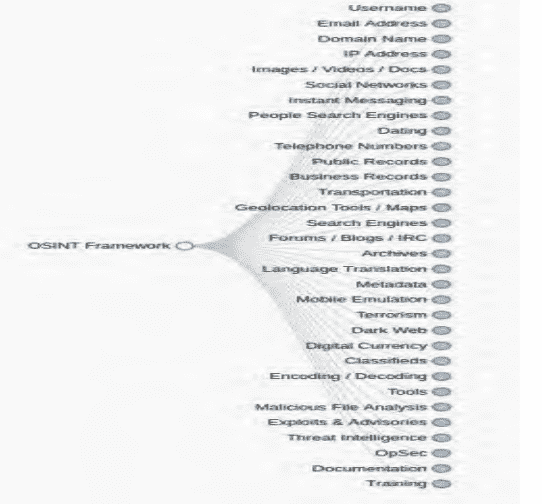 Username
Email Address
Domain Name
IP Address
Images / Videos / Docs
Social Networks
Instant Messaging
People Search Engines
Dating
Telephone Numbers
Public Records
Business Records
Transportation
Geolocation Tools / Maps
Search Engines
Forums / Blogs / IRC
OSINT Framework
Archives
Language Translation
Metadata
Mobile Emulation
Terrorism
Dark Web
Digital Currency
Classifieds
Encoding / Decoding
Tools
Malicious File Analysis
Exploits & Advisories
Threat Intelligence
OpSec
Documentation
Training